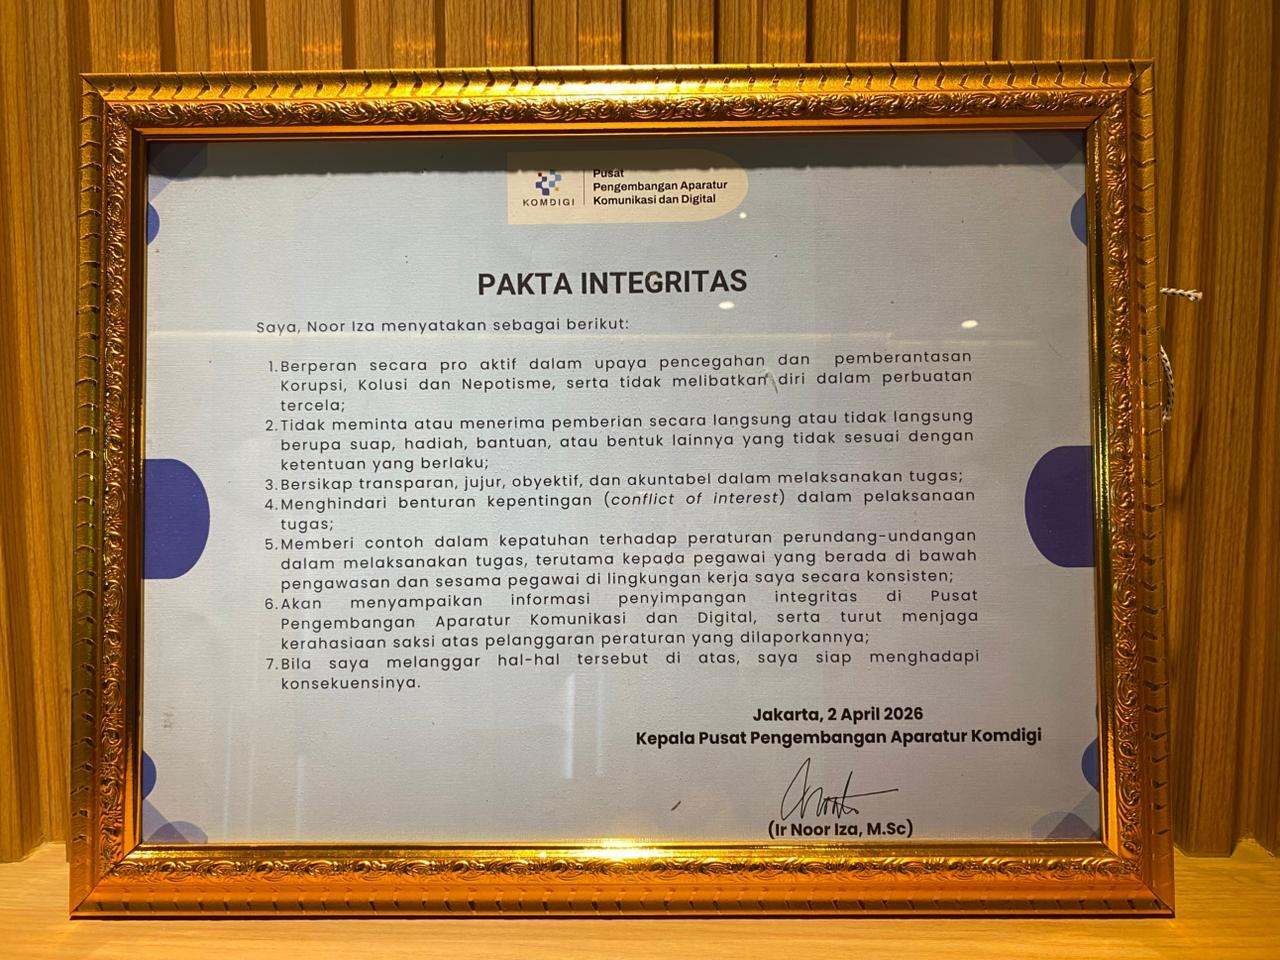 KOMDIGI
Pusat
Pengembangan Aparatur
Komunikasi dan Digital
PAKTA INTEGRITAS
Saya, Noor Iza menyatakan sebagai berikut:
1. Berperan secara pro aktif dalam upaya pencegahan dan pemberantasan
Korupsi, Kolusi dan Nepotisme, serta tidak melibatkan diri dalam perbuatan
tercela;
2. Tidak meminta atau menerima pemberian secara langsung atau tidak langsung
berupa suap, hadiah, bantuan, atau bentuk lainnya yang tidak sesuai dengan
ketentuan yang berlaku;
3. Bersikap transparan, jujur, obyektif, dan akuntabel dalam melaksanakan tugas;
4. Menghindari benturan kepentingan (conflict of interest) dalam pelaksanaan
tugas;
5. Memberi contoh dalam kepatuhan terhadap peraturan perundang-undangan
dalam melaksanakan tugas, terutama kepada pegawai yang berada di bawah
pengawasan dan sesama pegawai di lingkungan kerja saya secara konsisten;
6. Akan menyampaikan informasi penyimpangan integritas di Pusat
Pengembangan Aparatur Komunikasi dan Digital, serta turut menjaga
kerahasiaan saksi atas pelanggaran peraturan yang dilaporkannya;
7. Bila saya melanggar hal-hal tersebut di atas, saya siap menghadapi
konsekuensinya.
Jakarta, 2 April 2026
Kepala Pusat Pengembangan Aparatur Komdigi
(Ir Noor Iza, M.Sc)